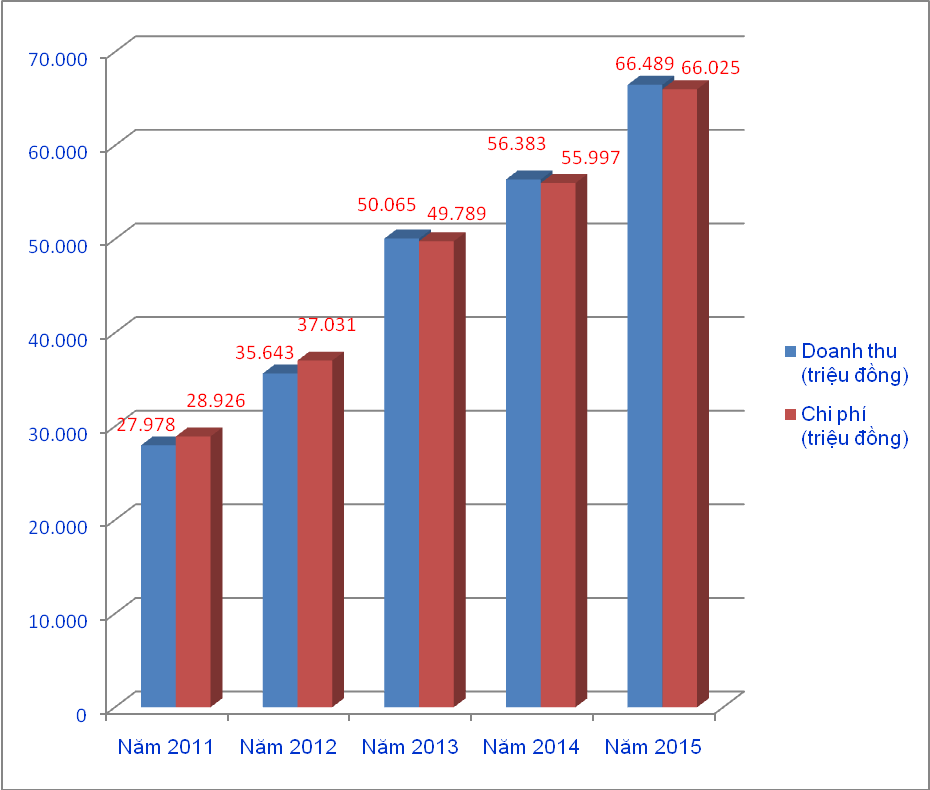 70.000
60.000
50.000
40.000
30.000
20.000
10.000
0
27.978
28.926
35.643
37.031
50.065
49.789
56.383
55.997
66.489
66.025
Năm 2011
Năm 2012
Năm 2013
Năm 2014
Năm 2015
Doanh thu
(triệu đồng)
Chi phí
(triệu đồng)